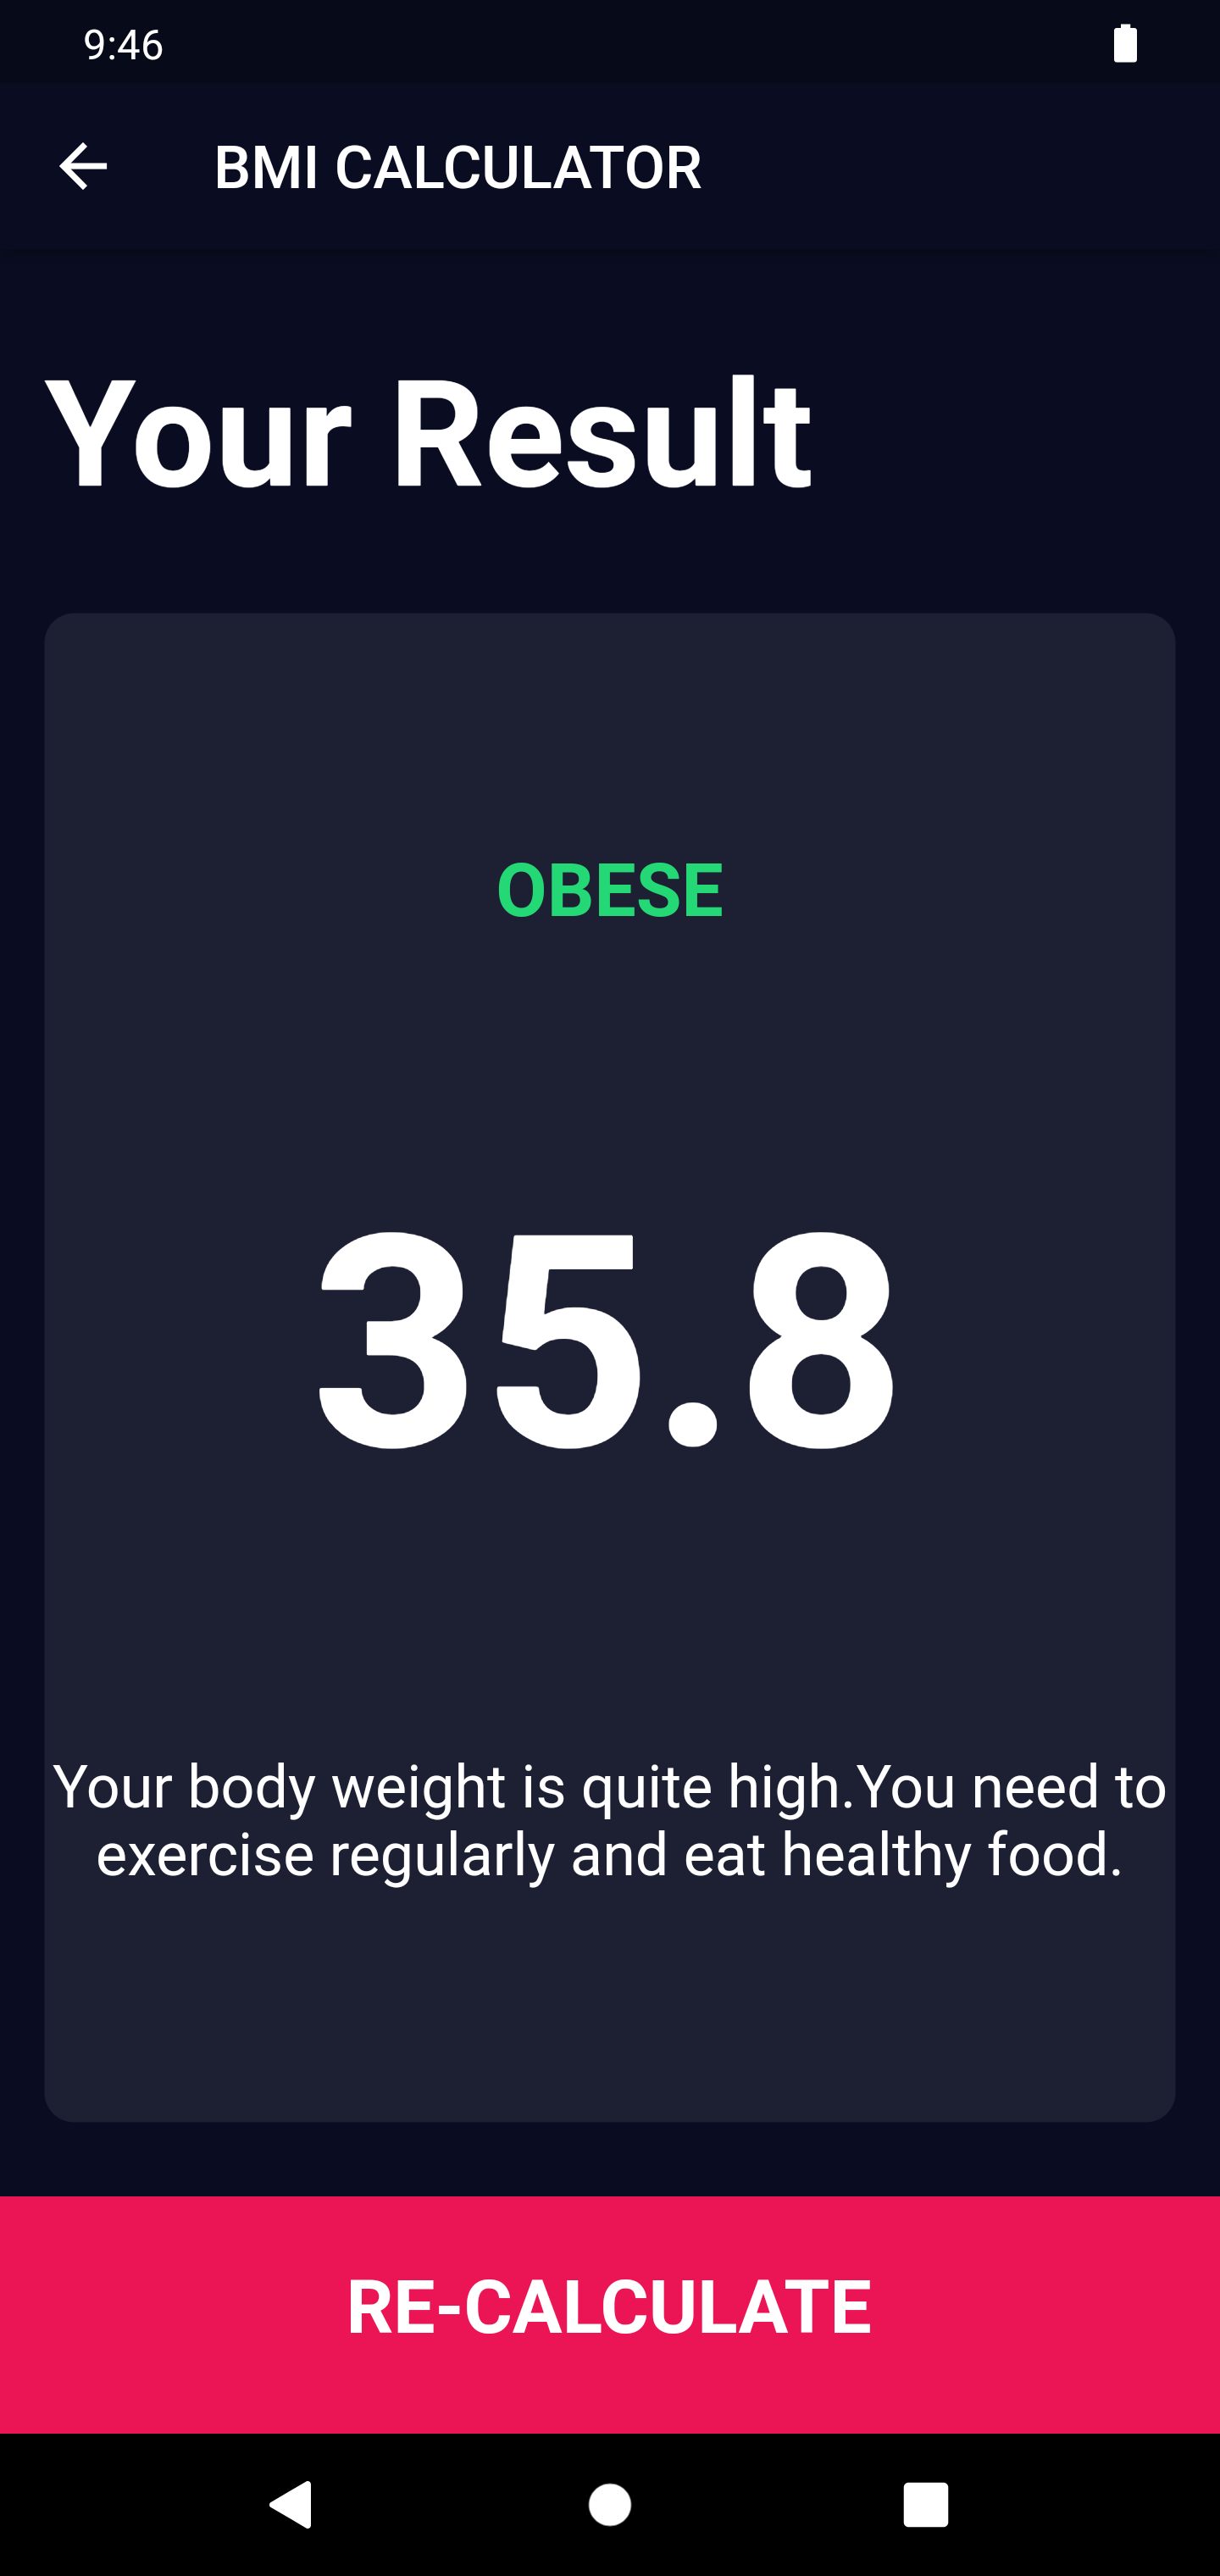 9:46
BMI CALCULATOR
Your Result
OBESE
35.8
Your body weight is quite high.You need to
exercise regularly and eat healthy food.
RE-CALCULATE